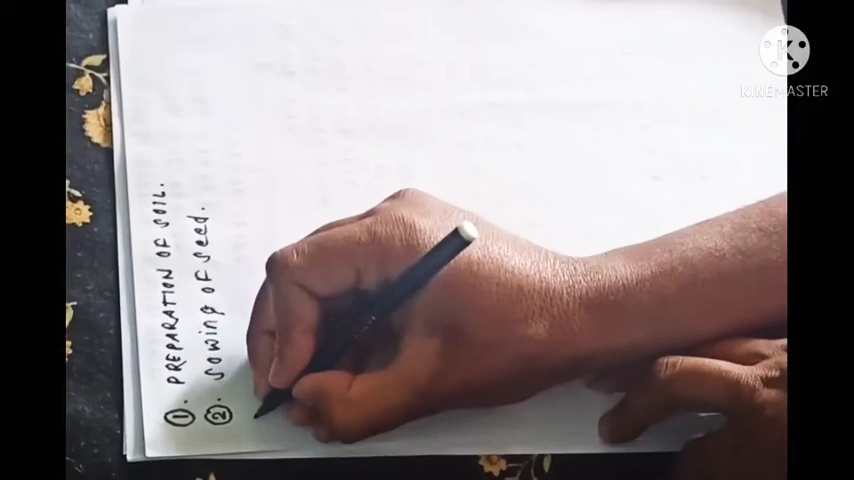 ① PREPARATION OF SOIL.
② Sowing of Seed.
KINEMASTER